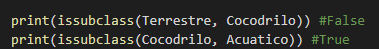 print(issubclass(Terrestre, Cocodrilo)) #False
print(issubclass(Cocodrilo, Acuatico)) #True